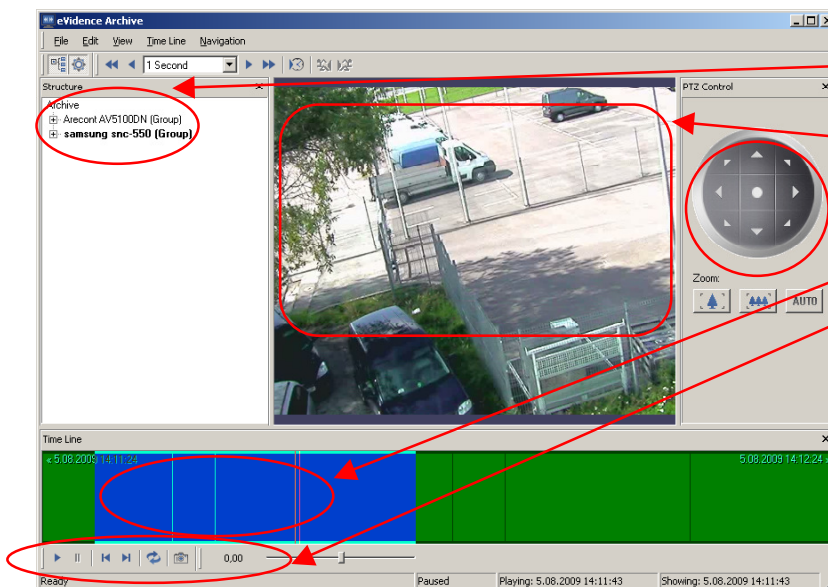 eVidence Archive
File Edit View Time Line Navigation
1 Second
Structure
Archive
Arecont AV5100DN (Group)
samsung snc-550 (Group)
PTZ Control
Zoom:
AUTO
Time Line
« 5.08.2009 14:11:24
5.08.2009 14:12:24 »
0,00
Ready
Paused
Playing: 5.08.2009 14:11:43
Showing: 5.08.2009 14:11:43